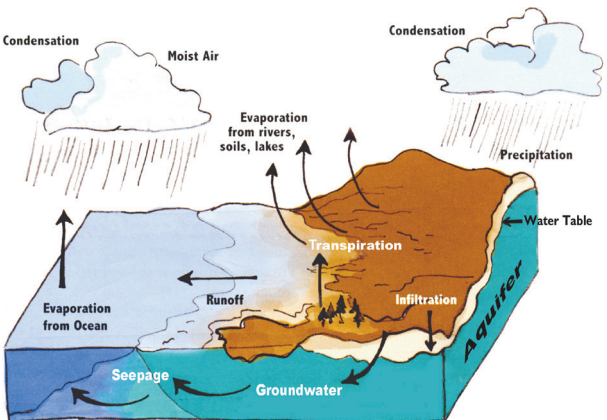 Condensation
Moist Air
Condensation
Evaporation
from rivers,
soils, lakes
Precipitation
Water Table
Transpiration
Runoff
Infiltration
Evaporation
from Ocean
Aquifer
Seepage
Groundwater